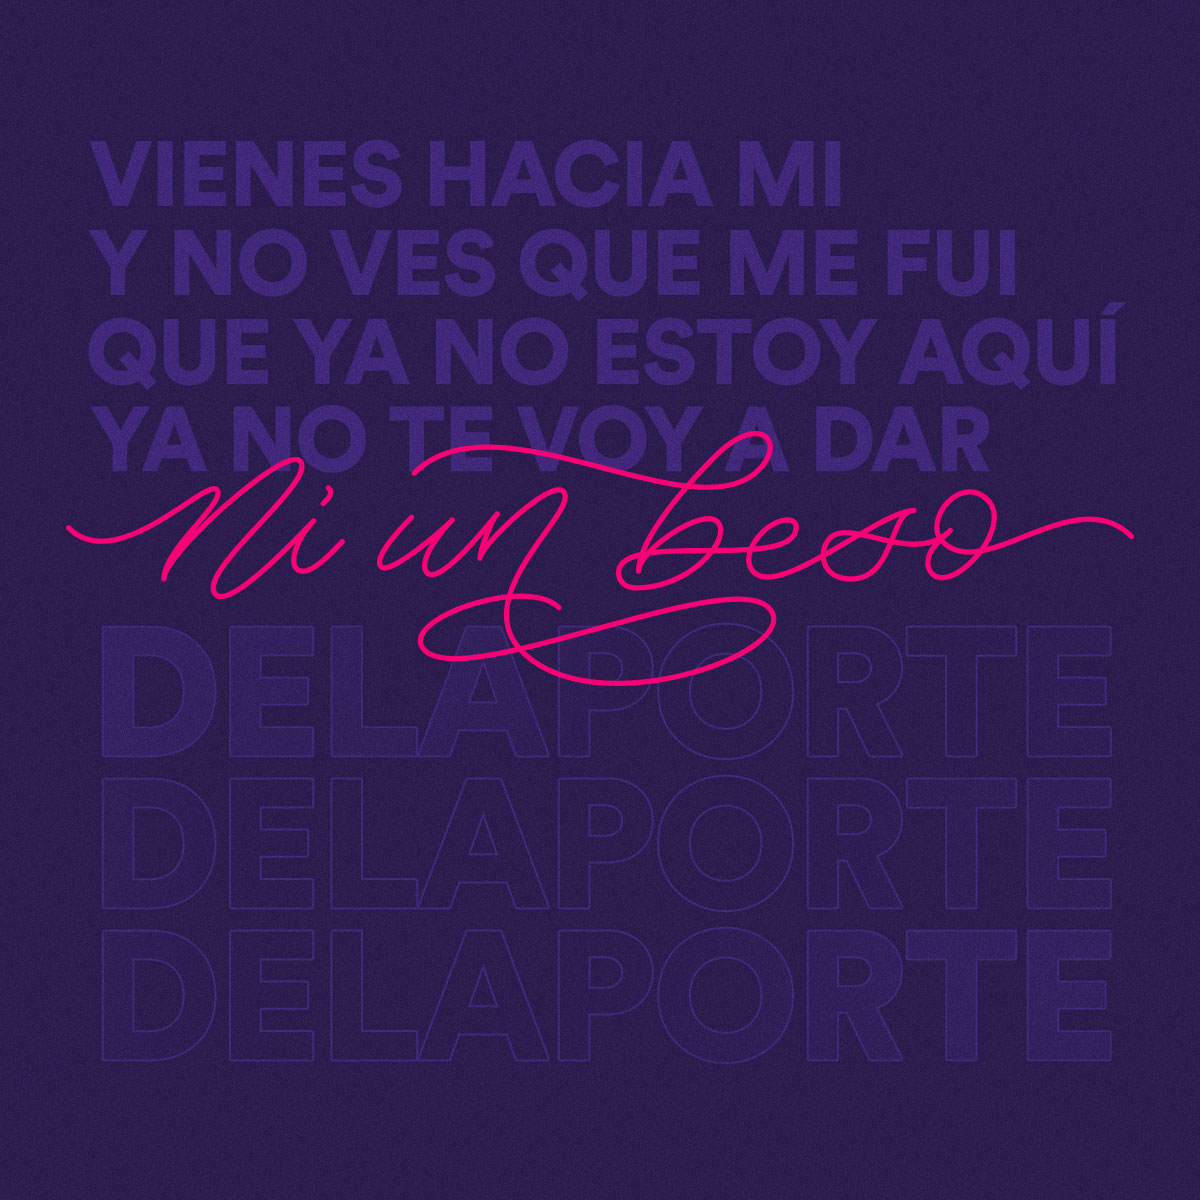 VIENES HACIA MI
Y NO VES QUE ME FUI
QUE YA NO ESTOY AQUÍ
YA NO TE VOY A DAR
Ni un beso
DELAPORTE
DELAPORTE
DELAPORTE